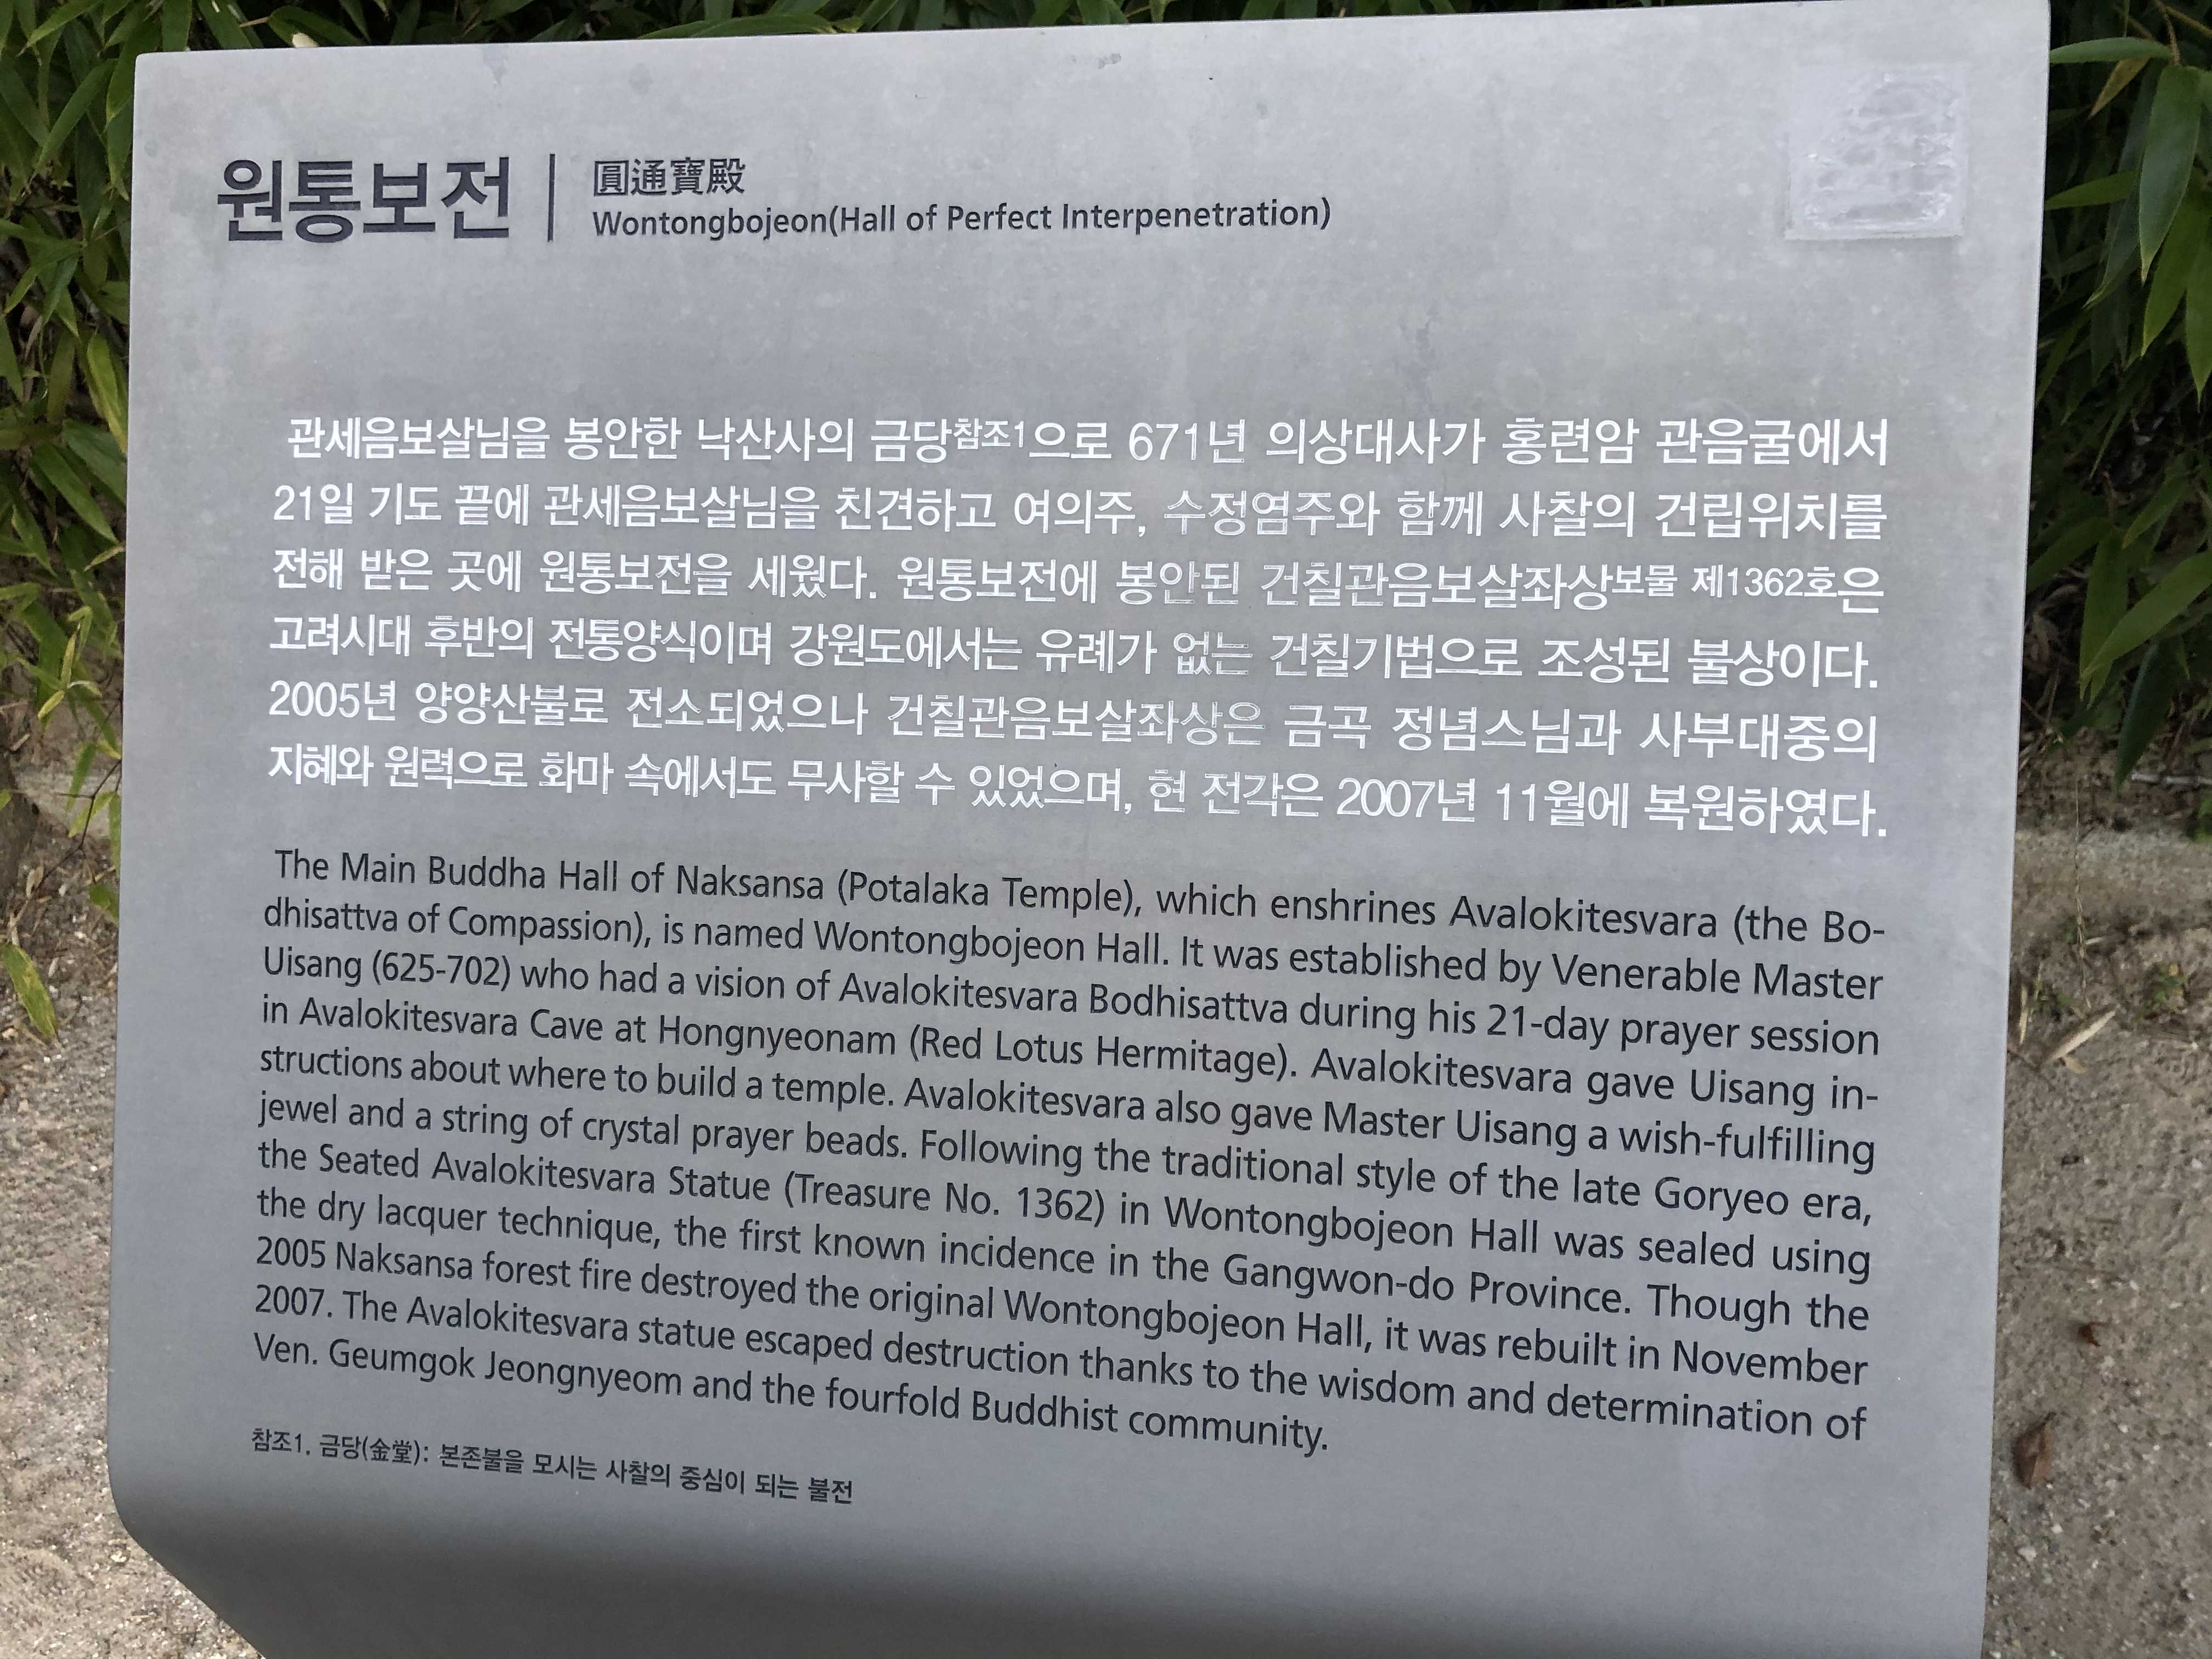 원통보전
圓通寶殿
Wontongbojeon(Hall of Perfect Interpenetration)
관세음보살님을 봉안한 낙산사의 금당참조1으로 671년 의상대사가 홍련암 관음굴에서
21일 기도 끝에 관세음보살님을 친견하고 여의주, 수정염주와 함께 사찰의 건립위치를
전해 받은 곳에 원통보전을 세웠다. 원통보전에 봉안된 건칠관음보살좌상보물 제1362호은
고려시대 후반의 전통양식이며 강원도에서는 유례가 없는 건칠기법으로 조성된 불상이다.
2005년 양양산불로 전소되었으나 건칠관음보살좌상은 금곡 정념스님과 사부대중의
지혜와 원력으로 화마 속에서도 무사할 수 있었으며, 현 전각은 2007년 11월에 복원하였다.
The Main Buddha Hall of Naksansa (Potalaka Temple), which enshrines Avalokitesvara (the Bo-
dhisattva of Compassion), is named Wontongbojeon Hall. It was established by Venerable Master
Uisang (625-702) who had a vision of Avalokitesvara Bodhisattva during his 21-day prayer session
in Avalokitesvara Cave at Hongnyeonam (Red Lotus Hermitage). Avalokitesvara gave Uisang in-
structions about where to build a temple. Avalokitesvara also gave Master Uisang a wish-fulfilling
jewel and a string of crystal prayer beads. Following the traditional style of the late Goryeo era,
the Seated Avalokitesvara Statue (Treasure No. 1362) in Wontongbojeon Hall was sealed using
the dry lacquer technique, the first known incidence in the Gangwon-do Province. Though the
2005 Naksansa forest fire destroyed the original Wontongbojeon Hall, it was rebuilt in November
2007. The Avalokitesvara statue escaped destruction thanks to the wisdom and determination of
Ven. Geumgok Jeongnyeom and the fourfold Buddhist community.
참조1. 금당(金堂): 본존불을 모시는 사찰의 중심이 되는 불전